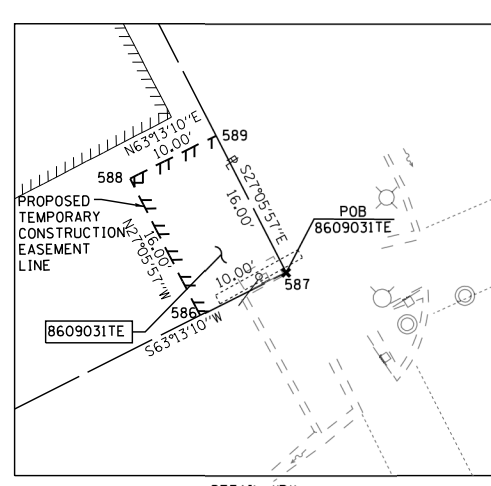 N63°13'10"E
10.00'
589
588
PROPOSED
TEMPORARY
CONSTRUCTION
EASEMENT
LINE
N27°05'57"W
16.00'
S27°05'57"E
16.00'
POB
8609031TE
10.00'
587
586
S63°13'10"W
8609031TE